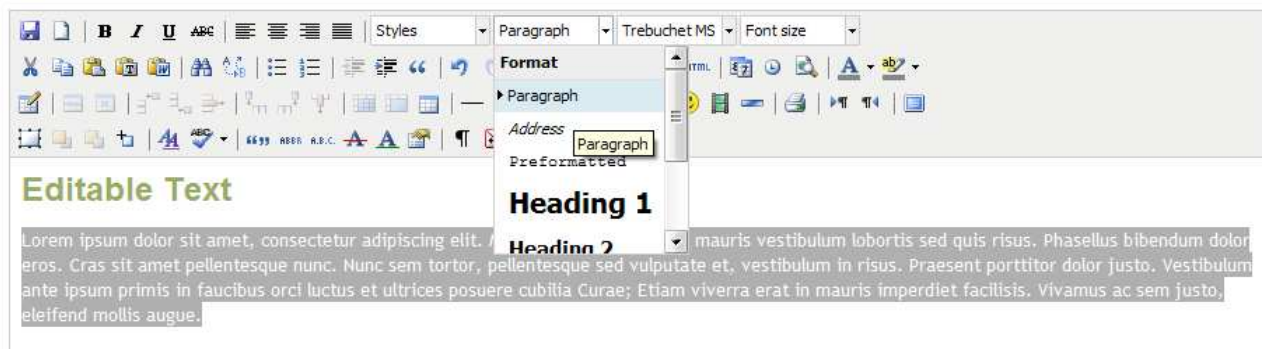 B I U ABC Styles Paragraph Trebuchet MS Font size
Format
HTML
Paragraph
Address
Paragraph
Preformatted
Heading 1
Heading 2
ABBR A.B.C. A A
Editable Text
Lorem ipsum dolor sit amet, consectetur adipiscing elit. mauris vestibulum lobortis sed quis risus. Phasellus bibendum dolor
eros. Cras sit amet pellentesque nunc. Nunc sem tortor, pellentesque sed vulputate et, vestibulum in risus. Praesent porttitor dolor justo. Vestibulum
ante ipsum primis in faucibus orci luctus et ultrices posuere cubilia Curae; Etiam viverra erat in mauris imperdiet facilisis. Vivamus ac sem justo,
eleifend mollis augue.